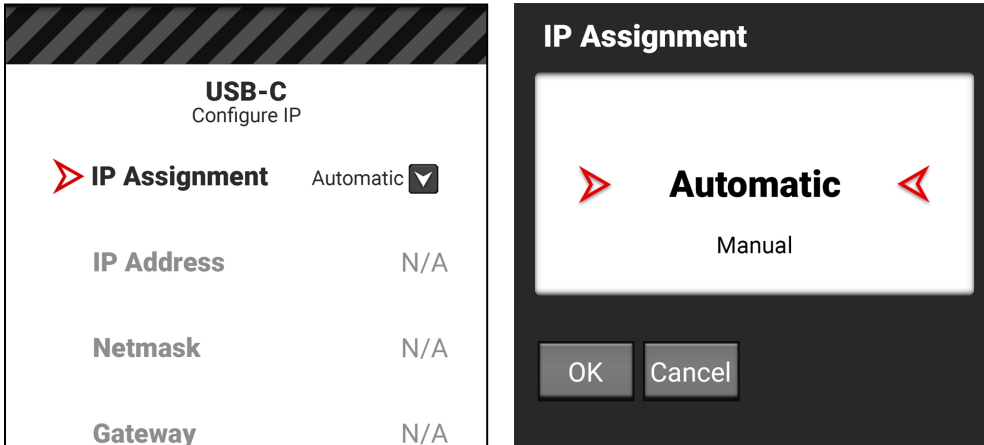 USB-C
Configure IP
IP Assignment Automatic
IP Address N/A
Netmask N/A
Gateway N/A
IP Assignment
Automatic
Manual
OK Cancel